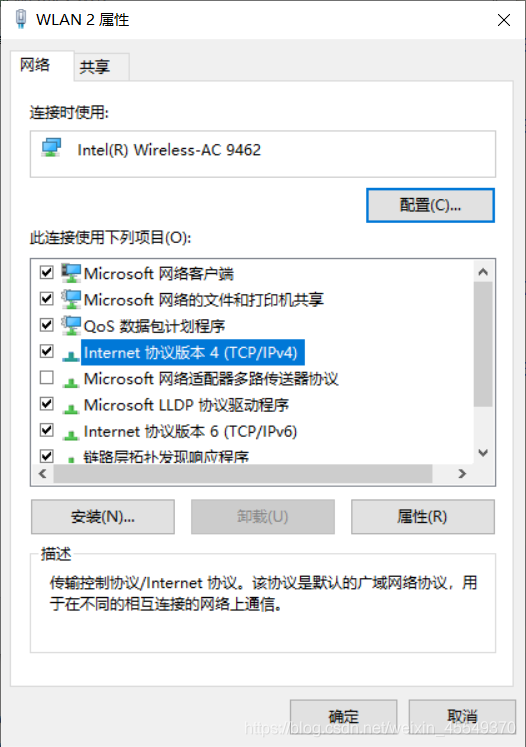 WLAN 2 属性
网络
共享
连接时使用:
Intel(R) Wireless-AC 9462
配置(C)...
此连接使用下列项目(O):
Microsoft 网络客户端
Microsoft 网络的文件和打印机共享
QoS 数据包计划程序
Internet 协议版本 4 (TCP/IPv4)
Microsoft 网络适配器多路传送器协议
Microsoft LLDP 协议驱动程序
Internet 协议版本 6 (TCP/IPv6)
链路层拓扑发现响应程序
安装(N)...
卸载(U)
属性(R)
描述
传输控制协议/Internet 协议。该协议是默认的广域网络协议，用
于在不同的相互连接的网络上通信。
确定
取消
https://blog.csdn.net/weixin_45549370